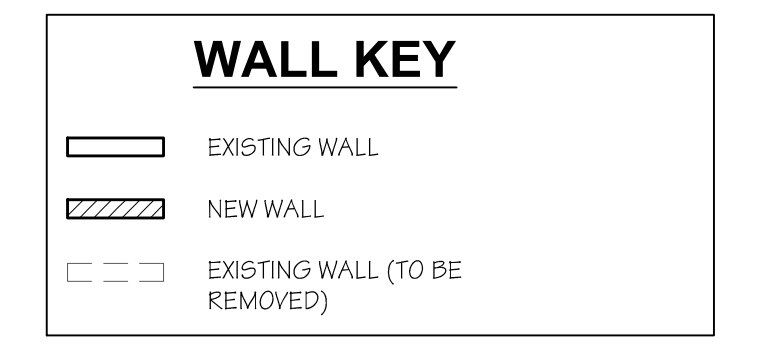 WALL KEY
EXISTING WALL
NEW WALL
EXISTING WALL (TO BE
REMOVED)